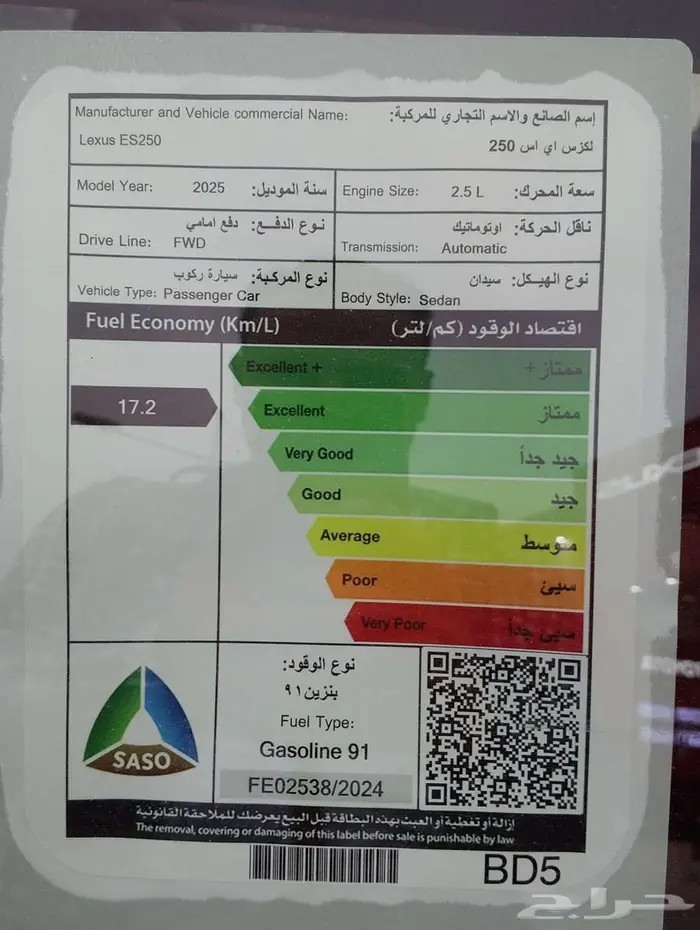 Manufacturer and Vehicle commercial Name: إسم الصانع والاسم التجاري للمركبة:
Lexus ES250 لكزس اي اس 250
Model Year: 2025 سنة الموديل: Engine Size: 2.5 L سعة المحرك:
نوع الدفع: دفع امامي
Drive Line: FWD
ناقل الحركة: اوتوماتيك
Transmission: Automatic
نوع المركبة: سيارة ركوب
Vehicle Type: Passenger Car
نوع الهيكل: سيدان
Body Style: Sedan
Fuel Economy (Km/L) اقتصاد الوقود (كم/لتر)
Excellent + ممتاز +
17.2
Excellent ممتاز
Very Good جيد جداً
Good جيد
Average متوسط
Poor سيئ
Very Poor سيئ جداً
SASO
نوع الوقود:
بنزين ٩١
Fuel Type:
Gasoline 91
FE02538/2024
إزالة أو تغطية أو العبث بهذه البطاقة قبل البيع يعرضك للملاحقة القانونية
The removal, covering or damaging of this label before sale is punishable by law
BD5
حراج